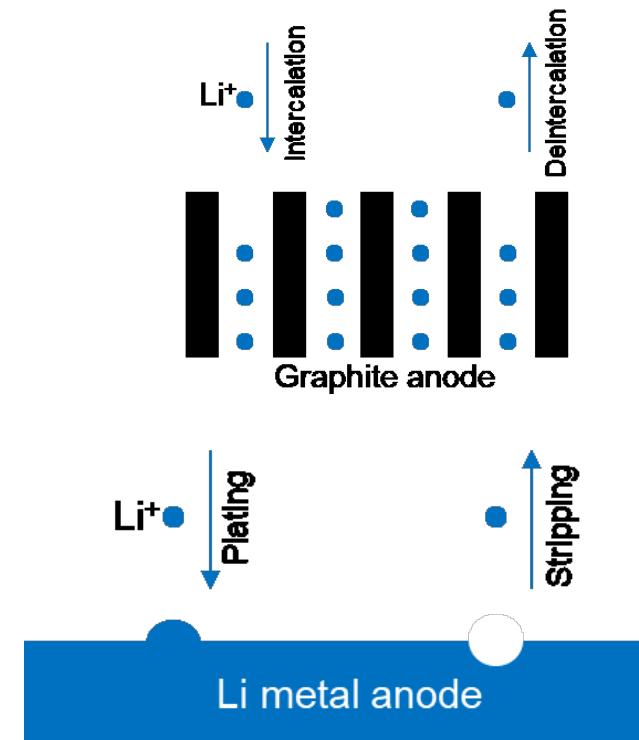 Li+
Intercalation
Deintercalation
Graphite anode
Li+
Plating
Stripping
Li metal anode